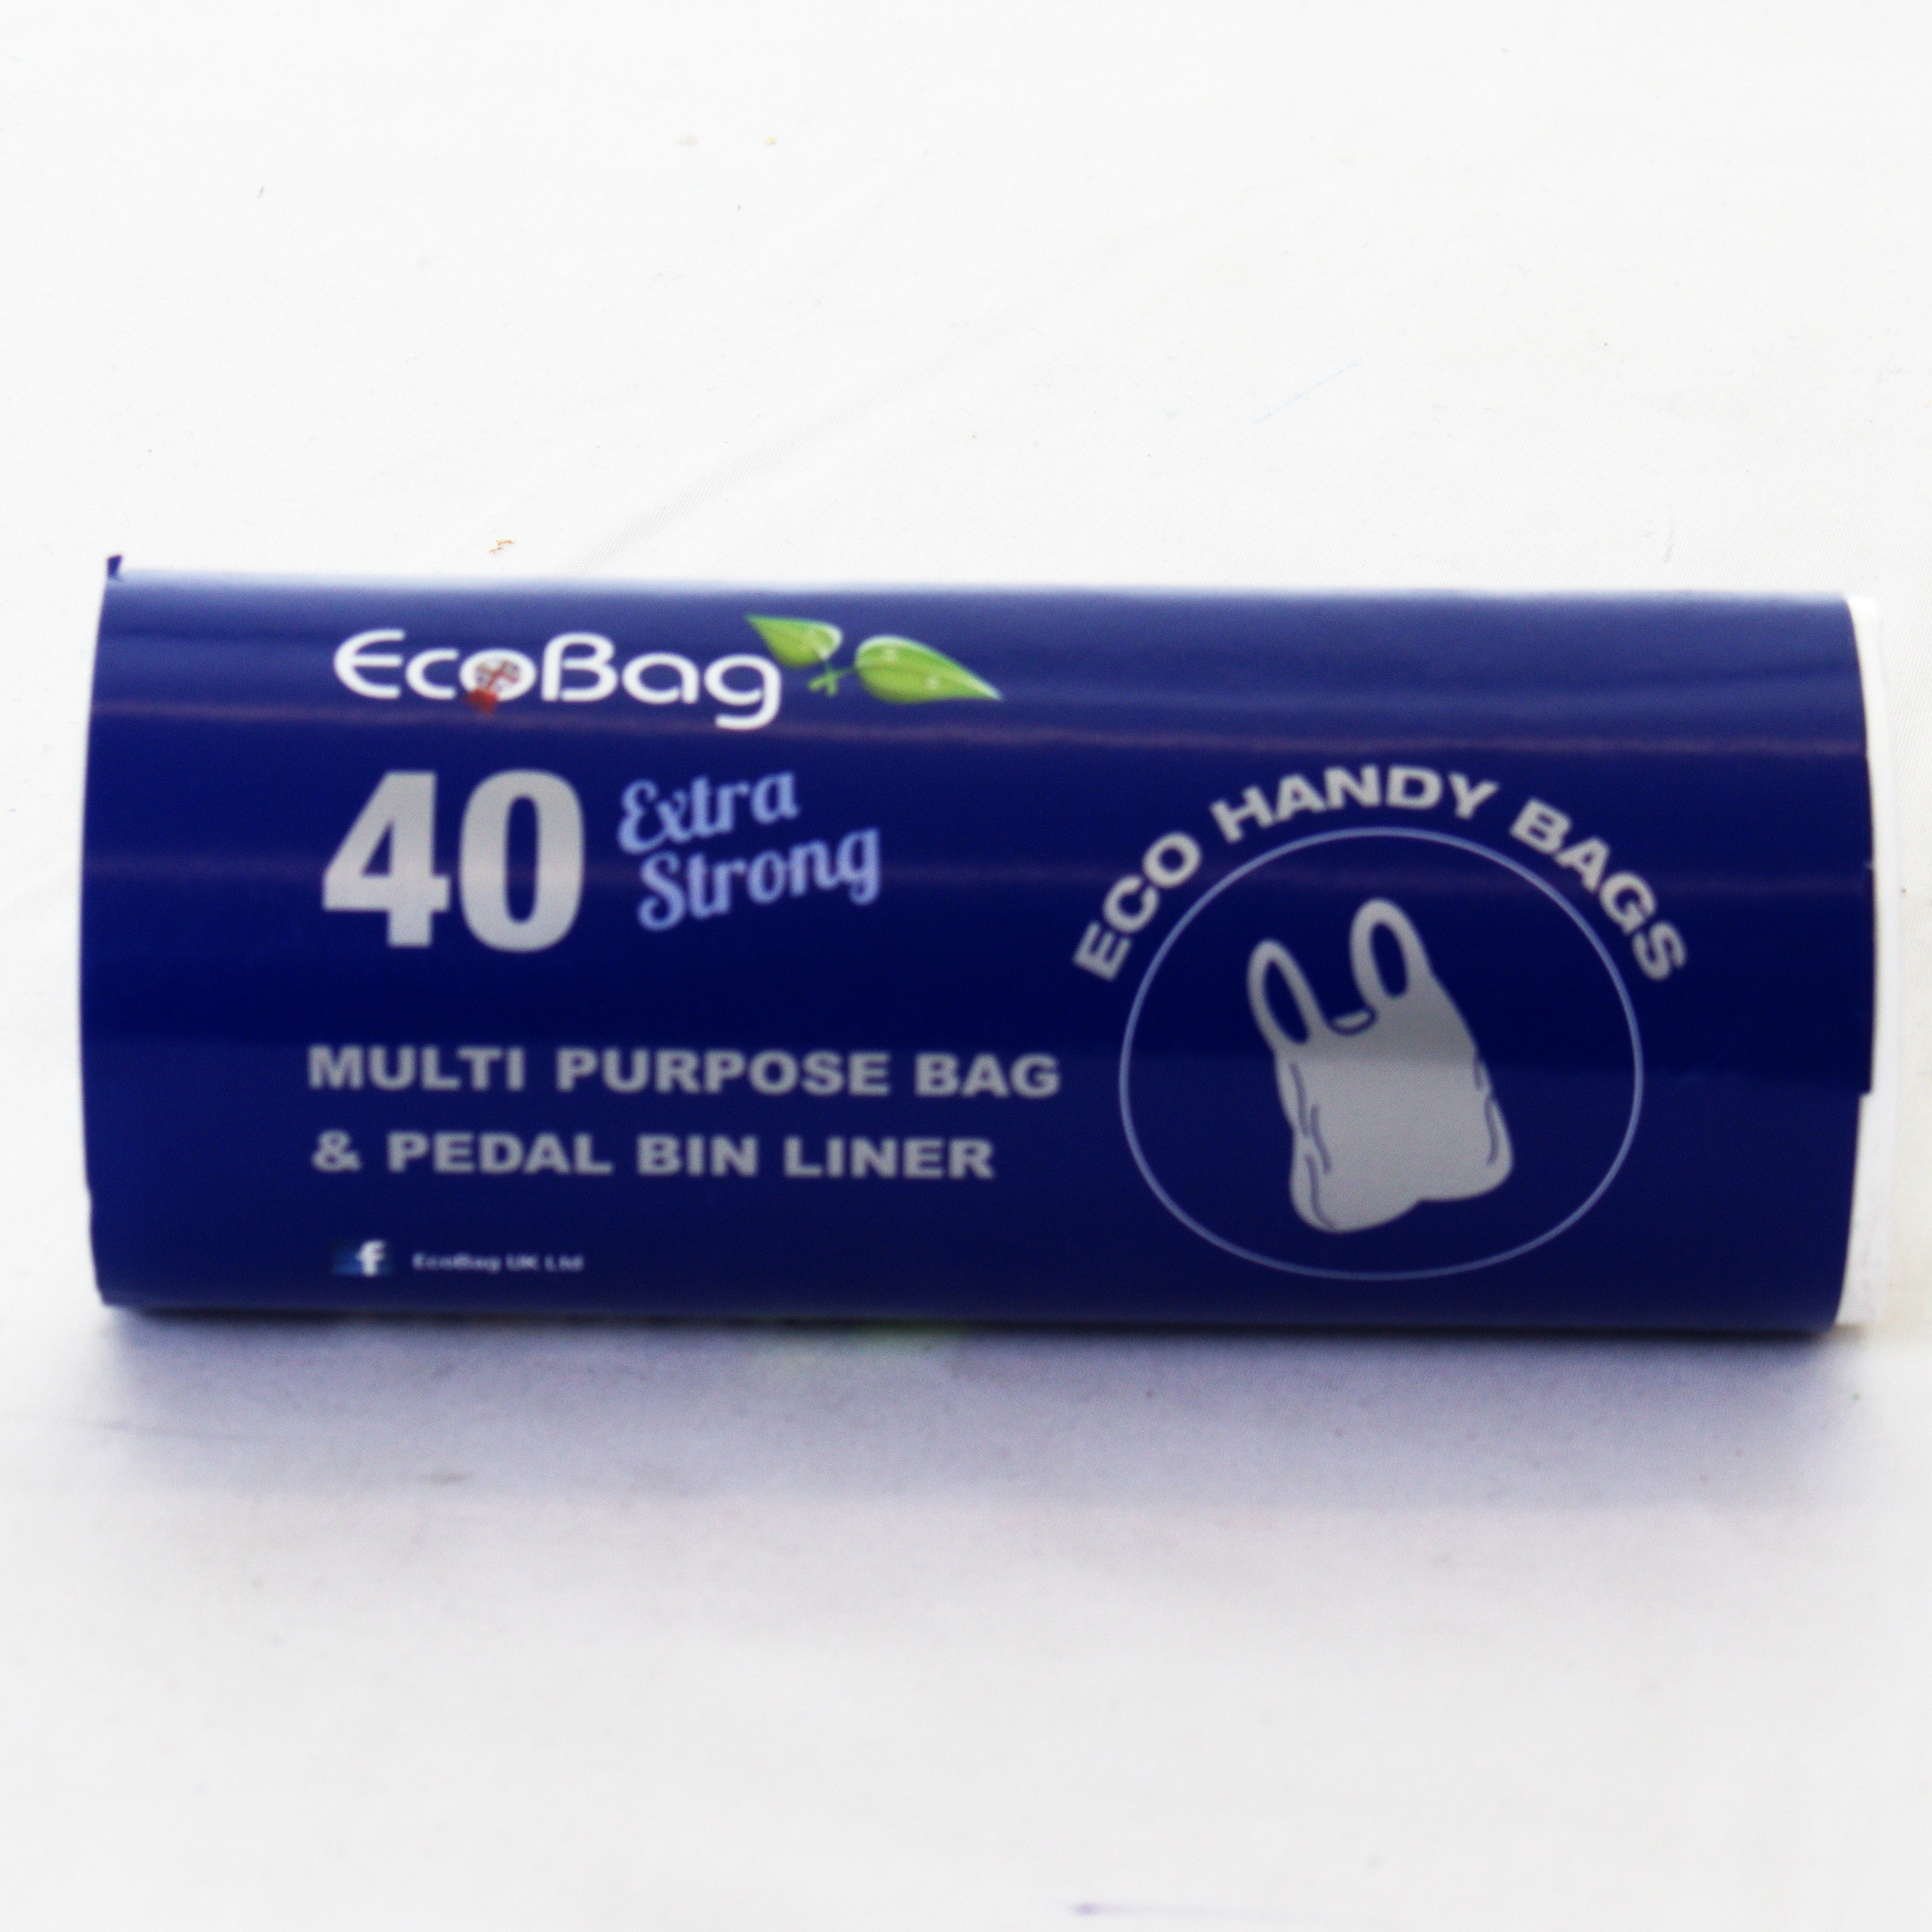 EcoBag
40 Extra
Strong
ECO HANDY BAGS
MULTI PURPOSE BAG
& PEDAL BIN LINER
f EcoBag UK Ltd